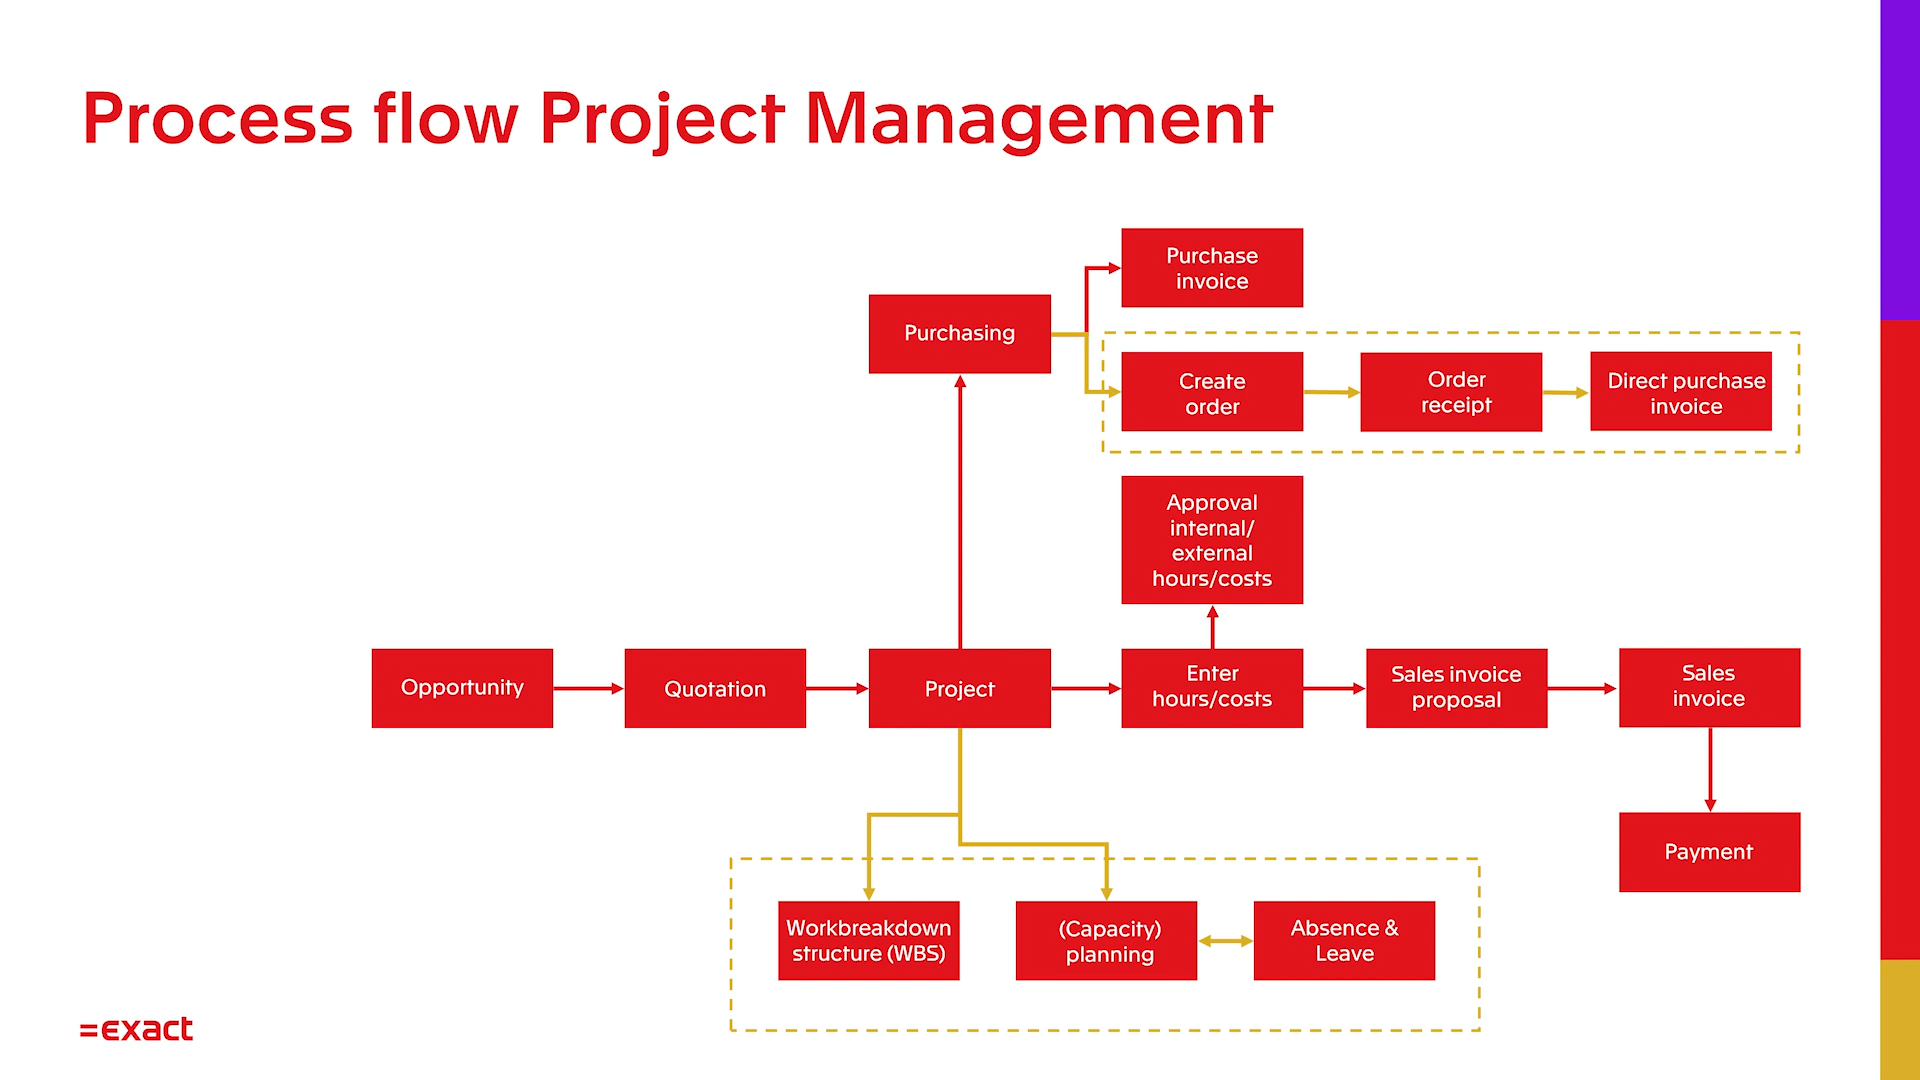 Process flow Project Management
Purchase
invoice
Purchasing
Create
order
Order
receipt
Direct purchase
invoice
Approval
internal/
external
hours/costs
Opportunity
Quotation
Project
Enter
hours/costs
Sales invoice
proposal
Sales
invoice
Payment
Workbreakdown
structure (WBS)
(Capacity)
planning
Absence &
Leave
=exact